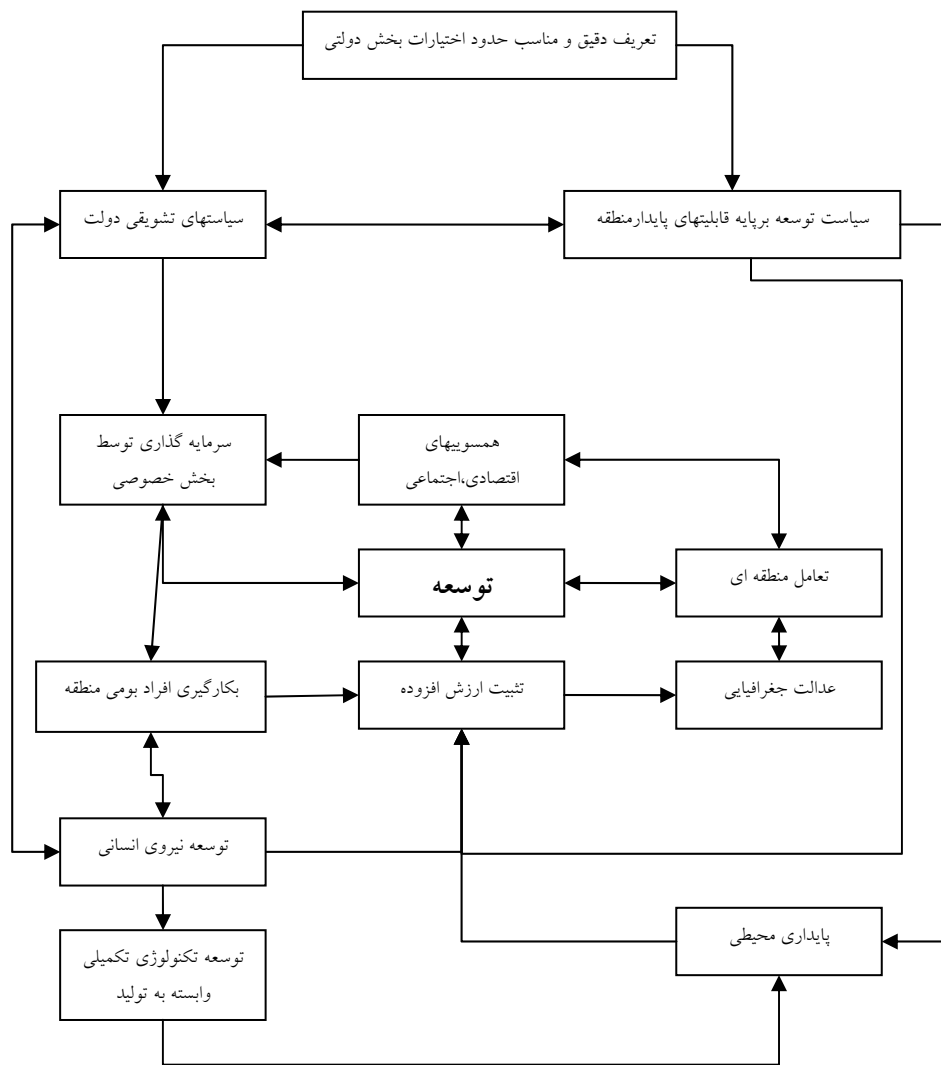 تعریف دقیق و مناسب حدود اختیارات بخش دولتی
سیاست توسعه برپایه قابلیتهای پایدارمنطقه
سیاستهای تشویقی دولت
همسوییهای
اقتصادی،اجتماعی
سرمایه گذاری توسط
بخش خصوصی
تعامل منطقه ای
توسعه
عدالت جغرافیایی
تثبیت ارزش افزوده
بکارگیری افراد بومی منطقه
توسعه نیروی انسانی
پایداری محیطی
توسعه تکنولوژی تکمیلی
وابسته به تولید